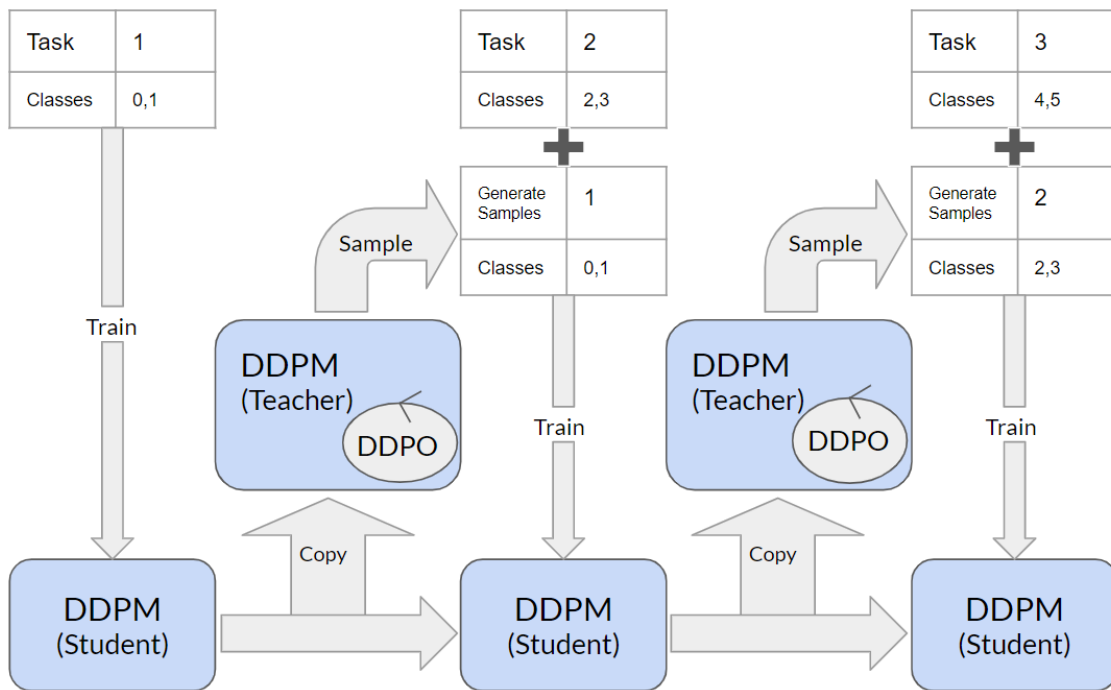 Task 1
Classes 0,1
Task 2
Classes 2,3
Task 3
Classes 4,5
Generate
Samples 1
Classes 0,1
Generate
Samples 2
Classes 2,3
Sample
Sample
Train
DDPM
(Teacher)
DDPO
Train
DDPM
(Teacher)
DDPO
Train
Copy
Copy
DDPM
(Student)
DDPM
(Student)
DDPM
(Student)